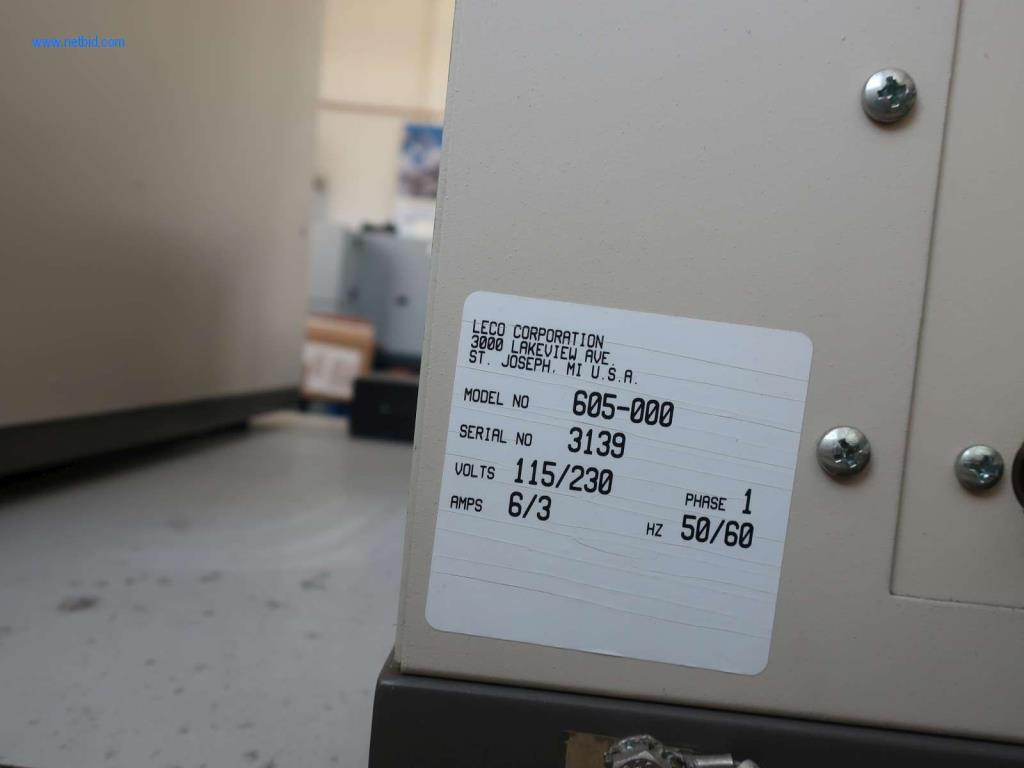 www.netbid.com
LECO CORPORATION
3000 LAKEVIEW AVE.
ST. JOSEPH, MI U.S.A.
MODEL NO 605-000
SERIAL NO 3139
VOLTS 115/230 PHASE 1
AMPS 6/3 HZ 50/60